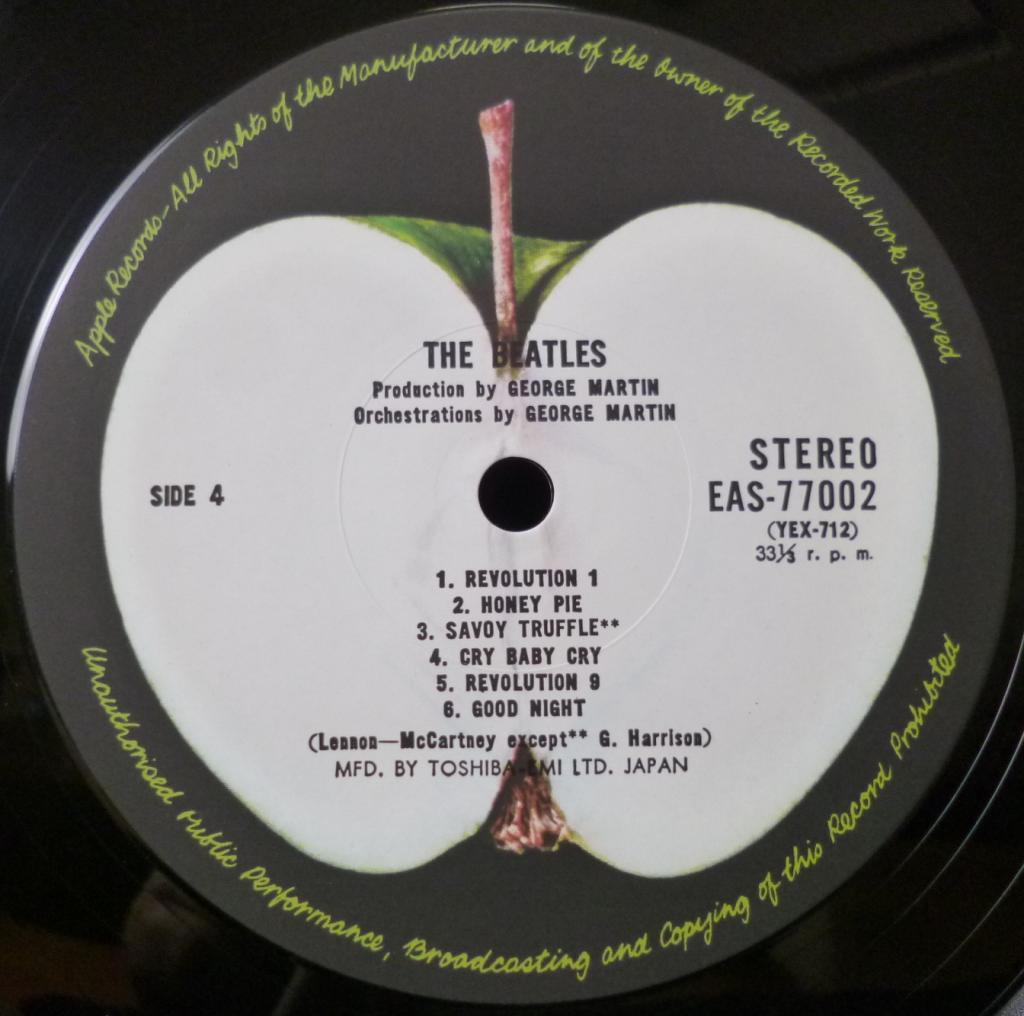 Apple Records-All Rights of the Manufacturer and of the Owner of the Recorded Work Reserved
THE BEATLES
Production by GEORGE MARTIN
Orchestrations by GEORGE MARTIN
SIDE 4
STEREO
EAS-77002
(YEX-712)
33⅓ r. p. m.
1. REVOLUTION 1
2. HONEY PIE
3. SAVOY TRUFFLE**
4. CRY BABY CRY
5. REVOLUTION 9
6. GOOD NIGHT
(Lennon—McCartney except** G. Harrison)
MFD. BY TOSHIBA-EMI LTD. JAPAN
Unauthorised Public Performance, Broadcasting and Copying of this Record Prohibited